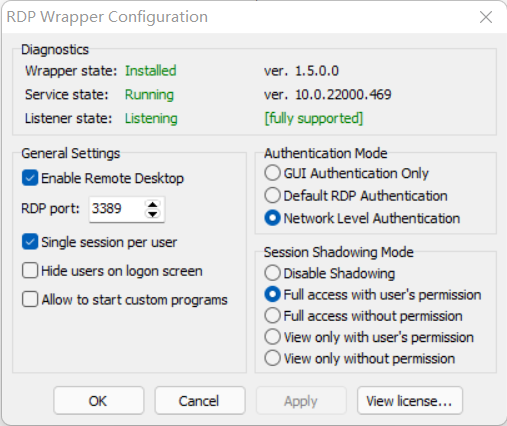 RDP Wrapper Configuration
Diagnostics
Wrapper state: Installed ver. 1.5.0.0
Service state: Running ver. 10.0.22000.469
Listener state: Listening [fully supported]
General Settings
Enable Remote Desktop
RDP port: 3389
Single session per user
Hide users on logon screen
Allow to start custom programs
Authentication Mode
GUI Authentication Only
Default RDP Authentication
Network Level Authentication
Session Shadowing Mode
Disable Shadowing
Full access with user's permission
Full access without permission
View only with user's permission
View only without permission
OK Cancel Apply View license...